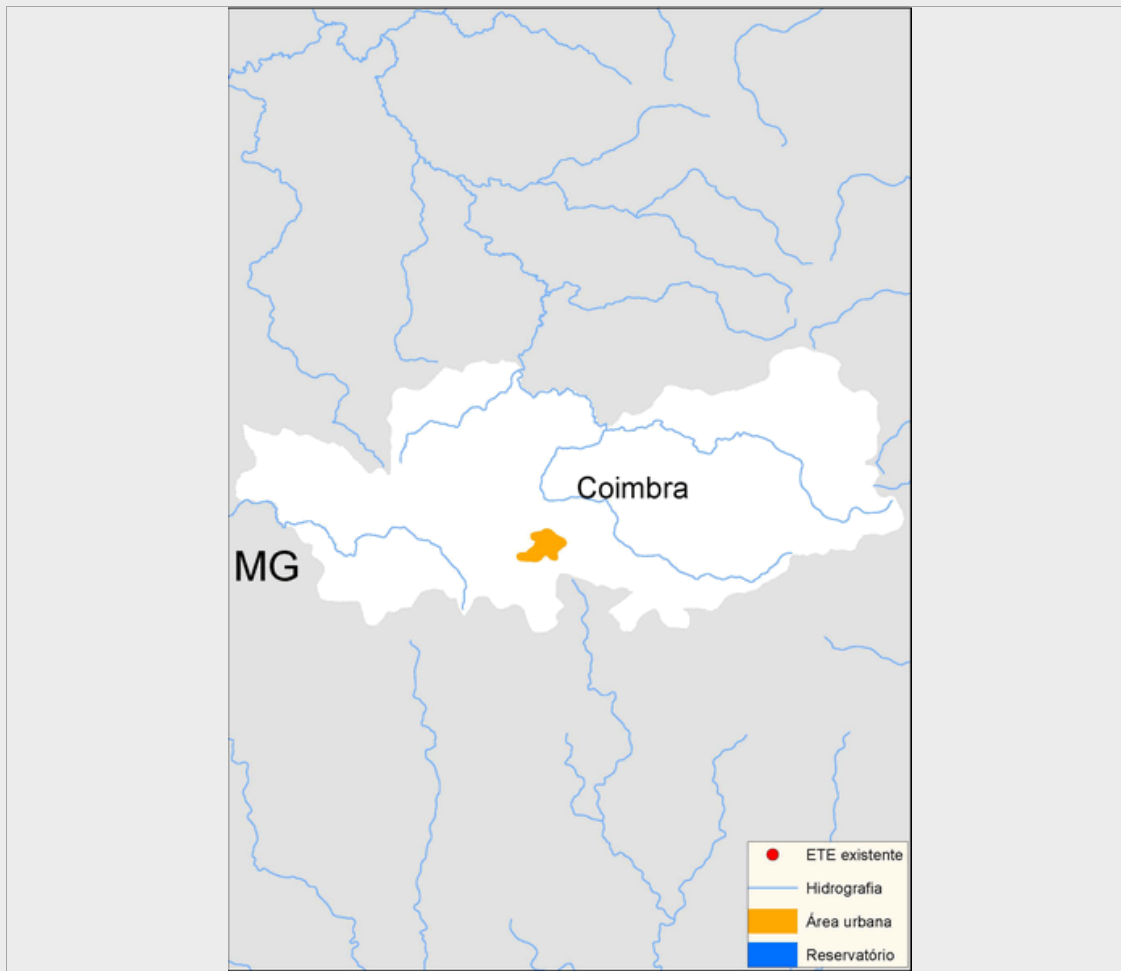 Coimbra
MG
ETE existente
Hidrografia
Área urbana
Reservatório